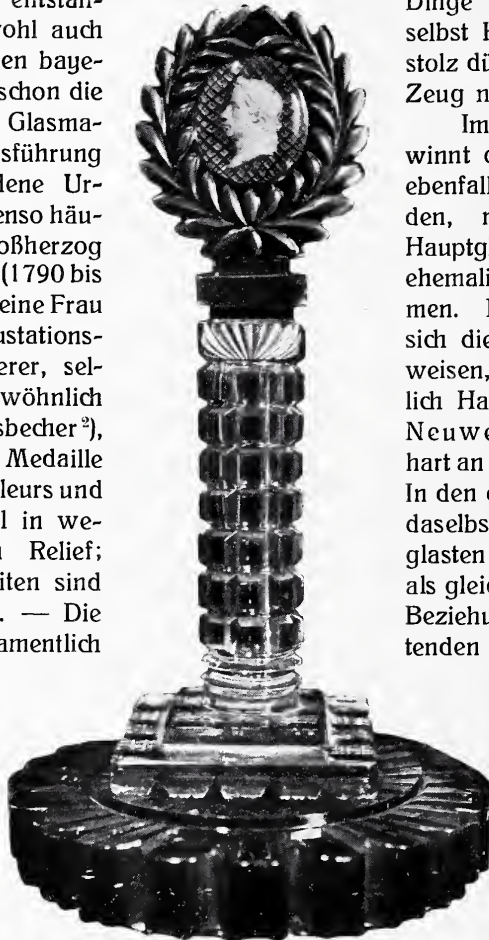 entstan-
wohl auch
en baye-
schon die
Glasma-
sführung
dene Ur-
enso häu-
oßherzog
(1790 bis
eine Frau
ustations-
erer, sel-
wöhnlich
sbecher ²),
Medaille
leurs und
l in we-
Relief;
iten sind
. — Die
amentlich
Dinge
selbst
stolz dü
Zeug n
Im
winnt
ebenfall
den,
Hauptg
ehemali
men.
sich die
weisen,
lich Ha
Neuwe
hart an
In den
daselbs
glasten
als gleic
Beziehu
tenden